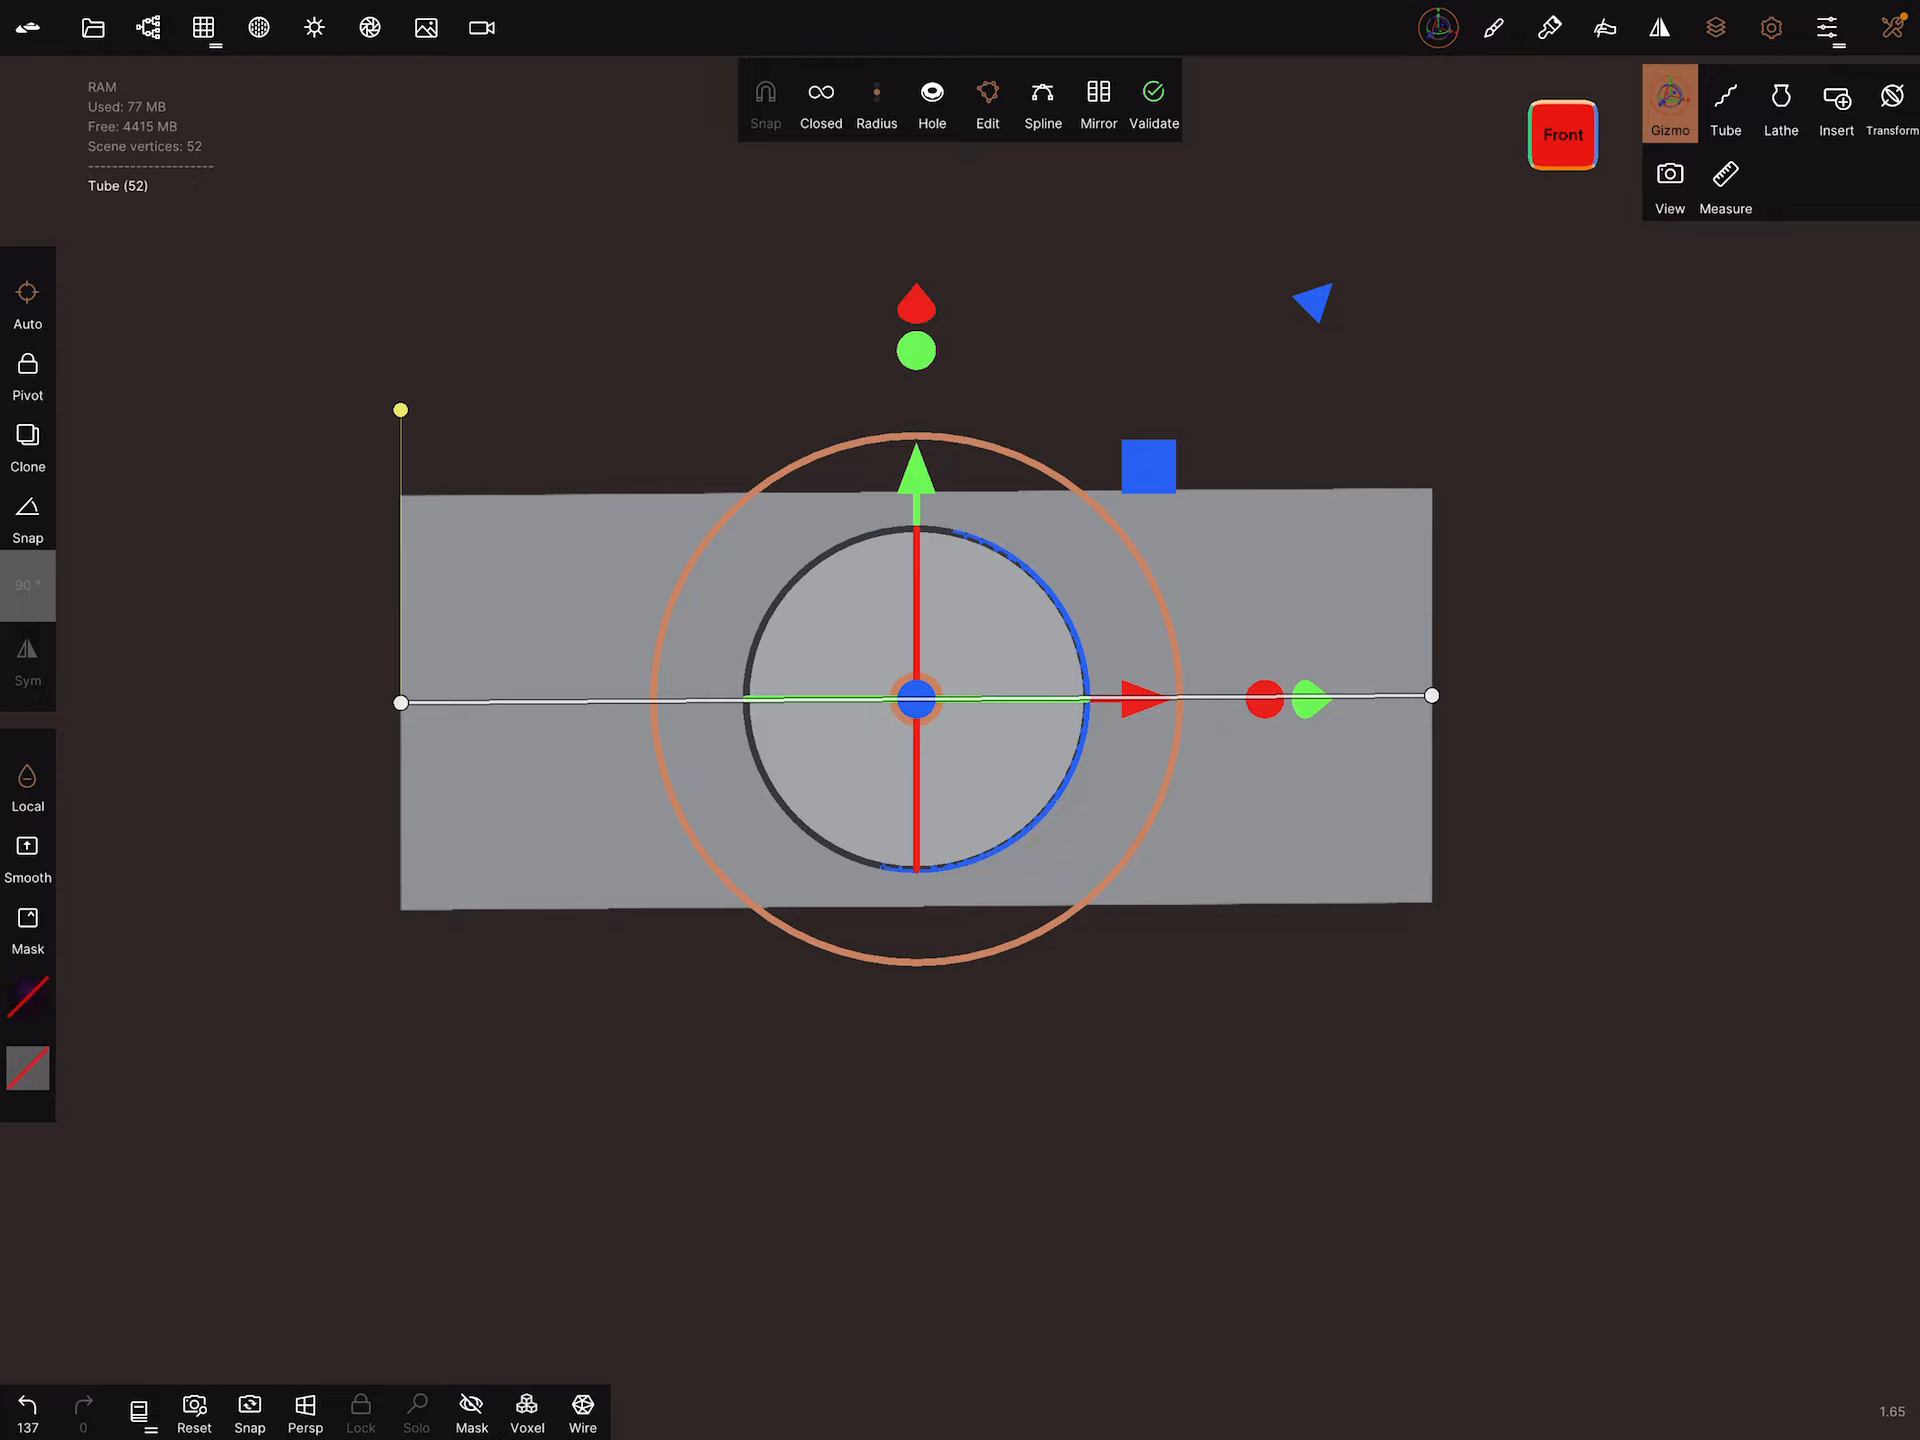 RAM
Used: 77 MB
Free: 4415 MB
Scene vertices: 52
----------------------
Tube (52)
Snap Closed Radius Hole Edit Spline Mirror Validate
Front
Gizmo Tube Lathe Insert Transform
View Measure
Auto
Pivot
Clone
Snap
90 °
Sym
Local
Smooth
Mask
137 0 Reset Snap Persp Lock Solo Mask Voxel Wire
1.65